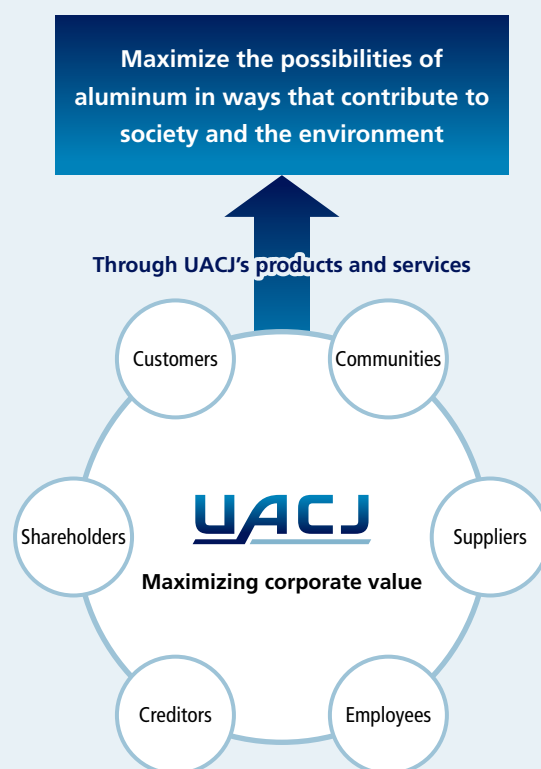 Maximize the possibilities of
aluminum in ways that contribute to
society and the environment
Through UACJ's products and services
Customers
Communities
Shareholders
UACJ
Suppliers
Maximizing corporate value
Creditors
Employees